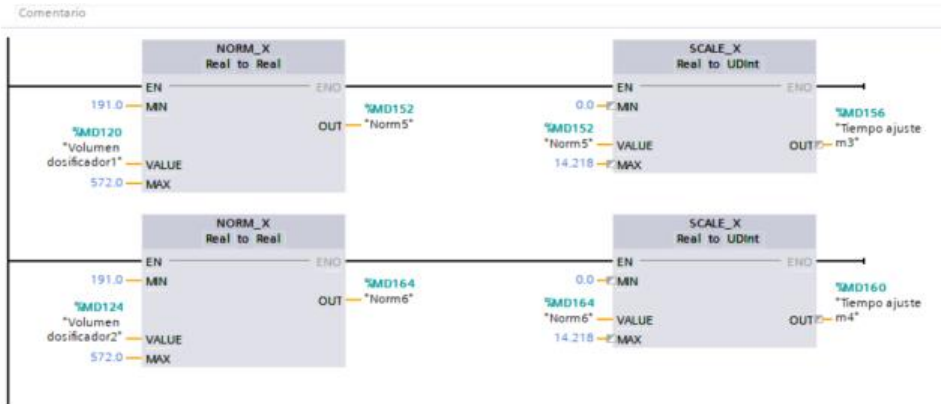 Comentario
NORM_X
Real to Real
EN
ENO
191.0
MIN
%MD152
OUT
"Norm5"
%MD120
"Volumen
dosificador1"
VALUE
572.0
MAX
SCALE_X
Real to UDInt
EN
ENO
0.0
MIN
%MD156
"Tiempo ajuste
%MD152
"Norm5"
VALUE
OUT
m3"
14.218
MAX
NORM_X
Real to Real
EN
ENO
191.0
MIN
%MD164
OUT
"Norm6"
%MD124
"Volumen
dosificador2"
VALUE
572.0
MAX
SCALE_X
Real to UDInt
EN
ENO
0.0
MIN
%MD160
"Tiempo ajuste
%MD164
"Norm6"
VALUE
OUT
m4"
14.218
MAX